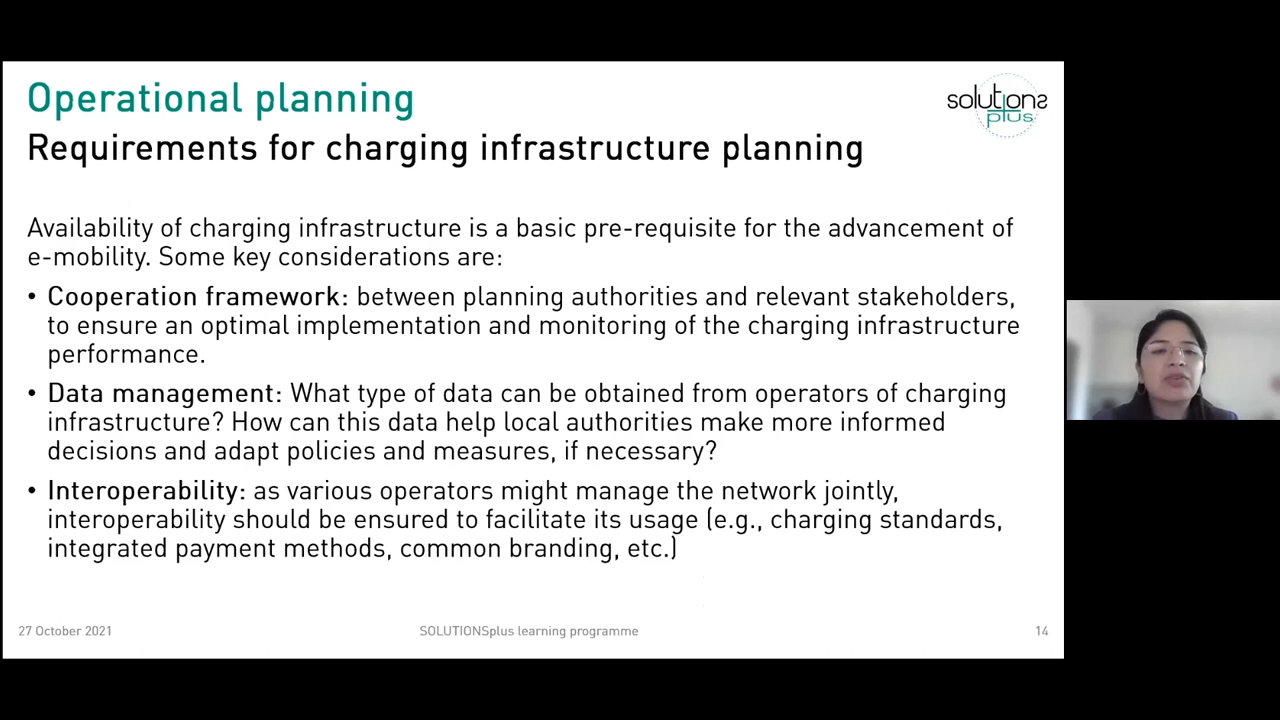 Operational planning
solutions
plus
Requirements for charging infrastructure planning
Availability of charging infrastructure is a basic pre-requisite for the advancement of
e-mobility. Some key considerations are:
• Cooperation framework: between planning authorities and relevant stakeholders,
to ensure an optimal implementation and monitoring of the charging infrastructure
performance.
• Data management: What type of data can be obtained from operators of charging
infrastructure? How can this data help local authorities make more informed
decisions and adapt policies and measures, if necessary?
• Interoperability: as various operators might manage the network jointly,
interoperability should be ensured to facilitate its usage (e.g., charging standards,
integrated payment methods, common branding, etc.)
27 October 2021
SOLUTIONSplus learning programme
14